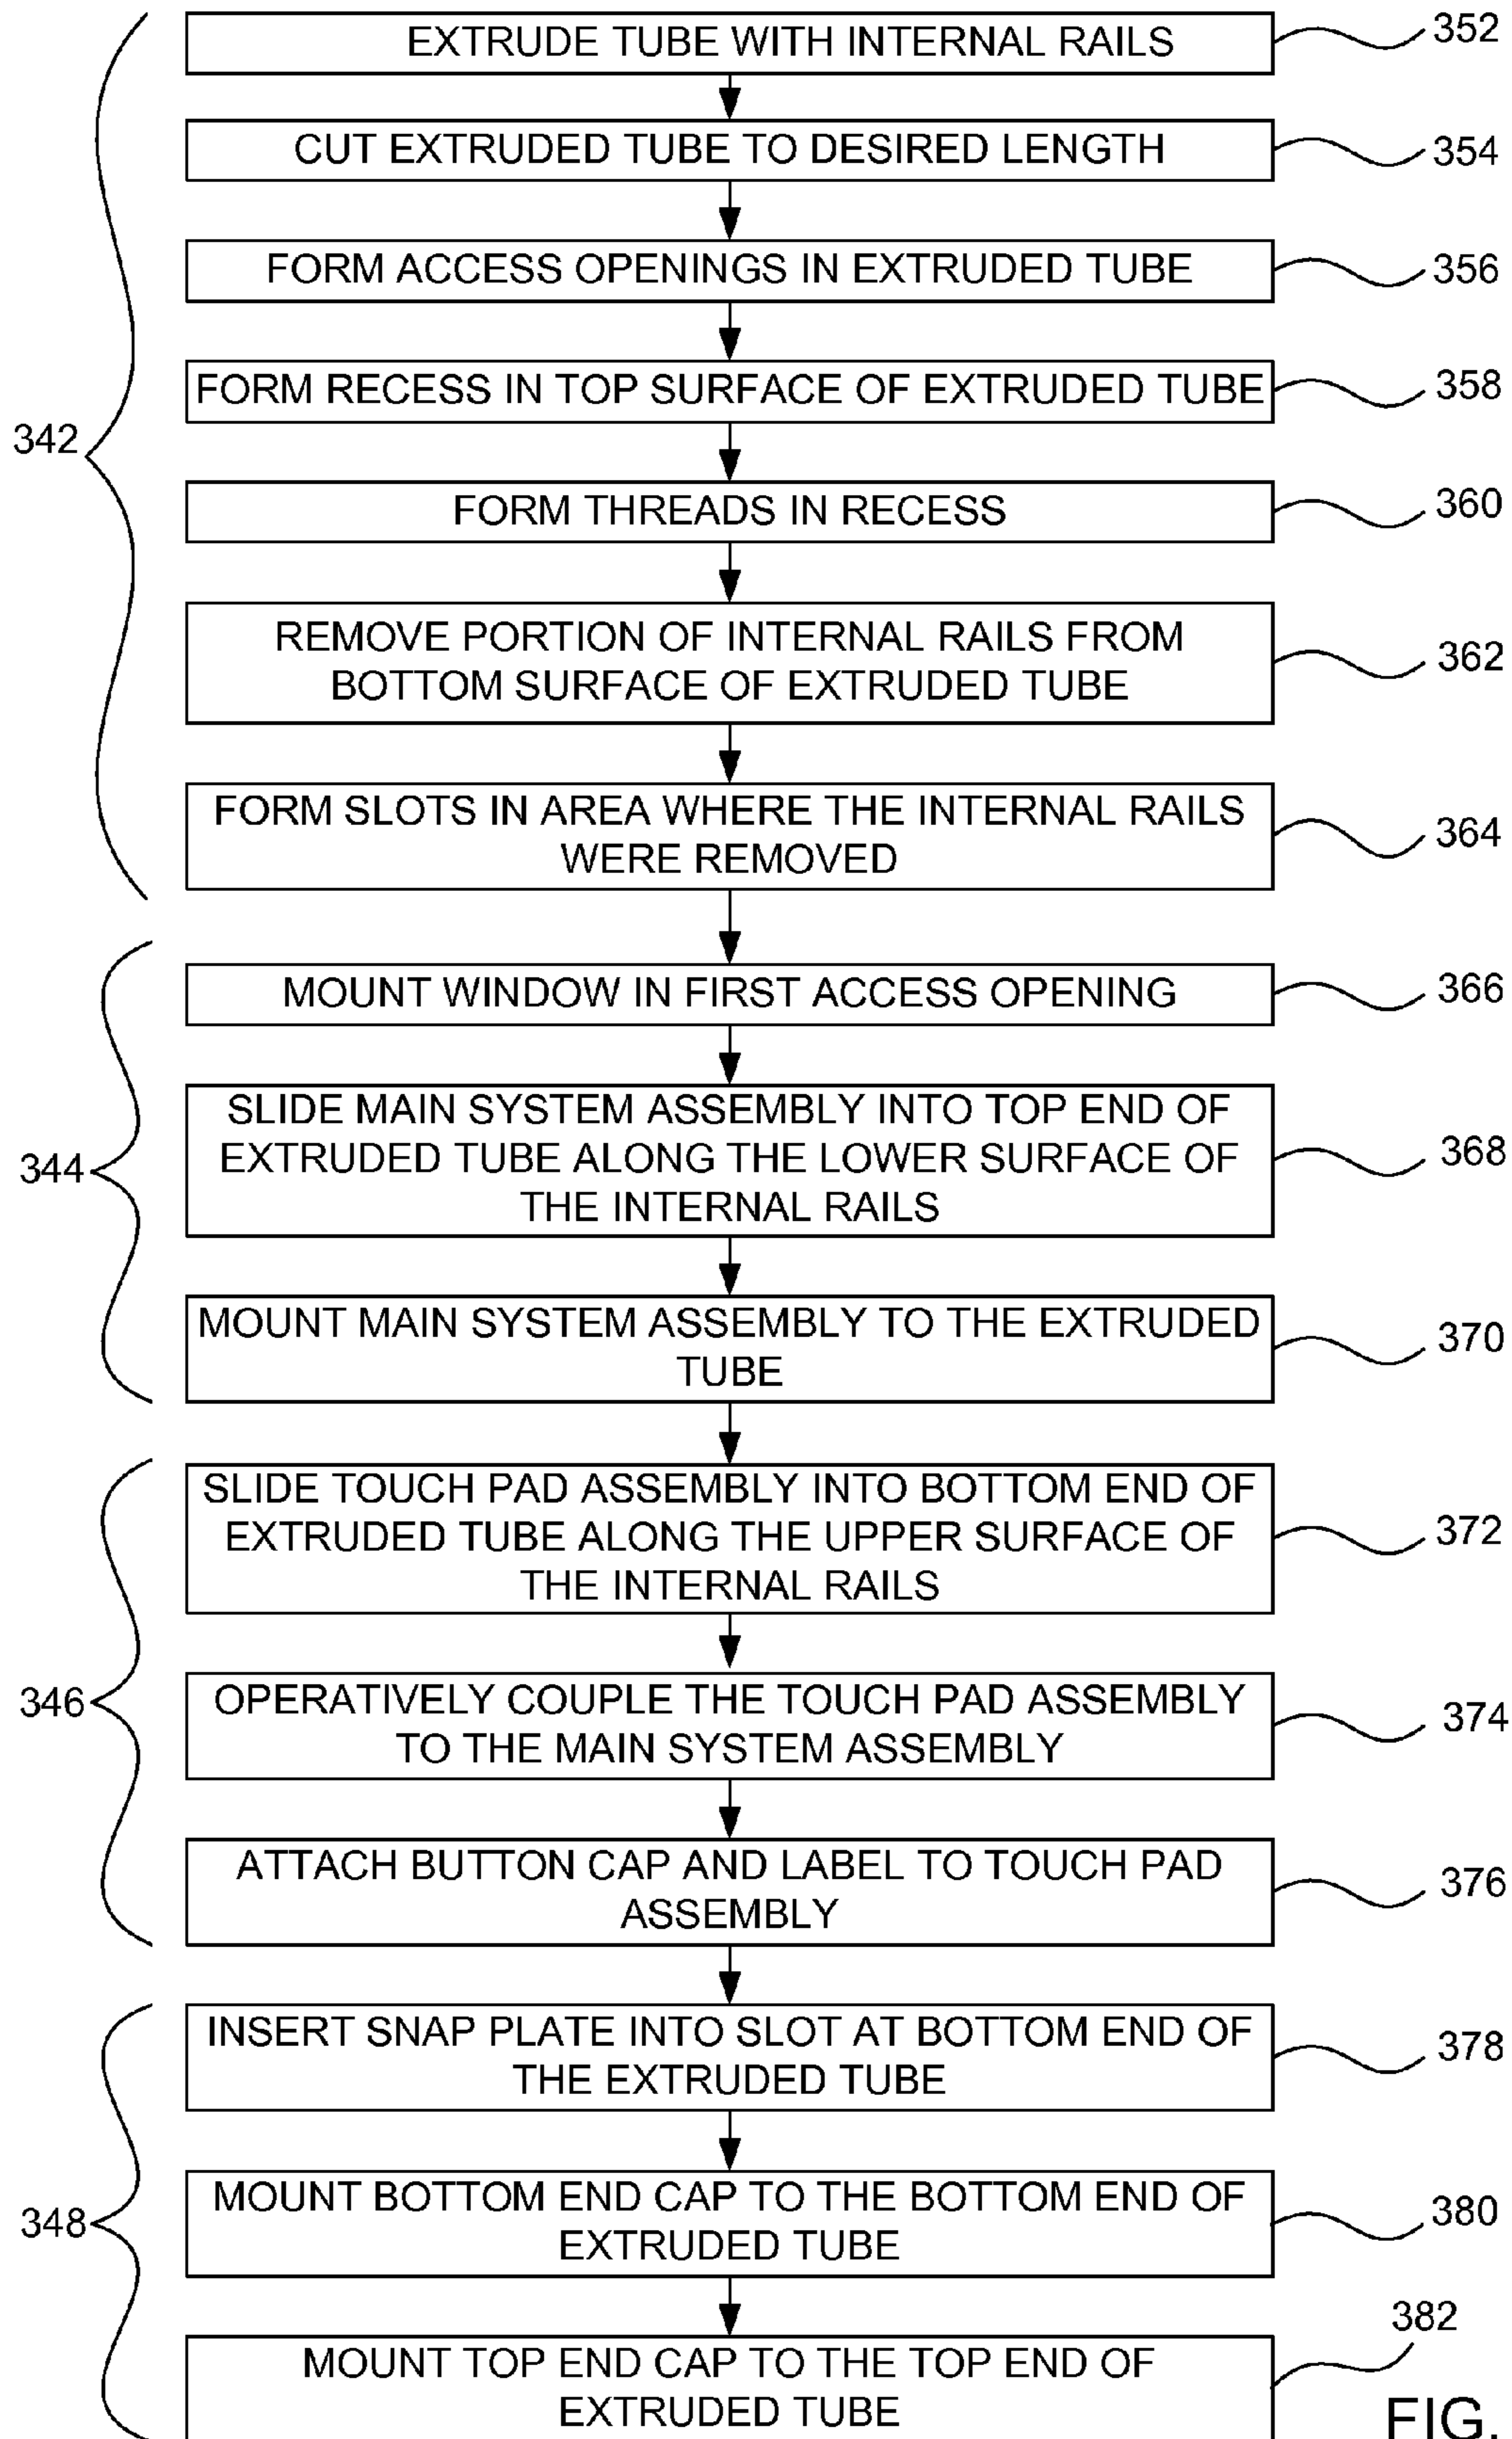 EXTRUDE TUBE WITH INTERNAL RAILS
352
CUT EXTRUDED TUBE TO DESIRED LENGTH
354
FORM ACCESS OPENINGS IN EXTRUDED TUBE
356
FORM RECESS IN TOP SURFACE OF EXTRUDED TUBE
358
342
FORM THREADS IN RECESS
360
REMOVE PORTION OF INTERNAL RAILS FROM
BOTTOM SURFACE OF EXTRUDED TUBE
362
FORM SLOTS IN AREA WHERE THE INTERNAL RAILS
WERE REMOVED
364
MOUNT WINDOW IN FIRST ACCESS OPENING
366
344
SLIDE MAIN SYSTEM ASSEMBLY INTO TOP END OF
EXTRUDED TUBE ALONG THE LOWER SURFACE OF
THE INTERNAL RAILS
368
MOUNT MAIN SYSTEM ASSEMBLY TO THE EXTRUDED
TUBE
370
SLIDE TOUCH PAD ASSEMBLY INTO BOTTOM END OF
EXTRUDED TUBE ALONG THE UPPER SURFACE OF
THE INTERNAL RAILS
372
346
OPERATIVELY COUPLE THE TOUCH PAD ASSEMBLY
TO THE MAIN SYSTEM ASSEMBLY
374
ATTACH BUTTON CAP AND LABEL TO TOUCH PAD
ASSEMBLY
376
INSERT SNAP PLATE INTO SLOT AT BOTTOM END OF
THE EXTRUDED TUBE
378
348
MOUNT BOTTOM END CAP TO THE BOTTOM END OF
EXTRUDED TUBE
380
MOUNT TOP END CAP TO THE TOP END OF
EXTRUDED TUBE
382
FIG.